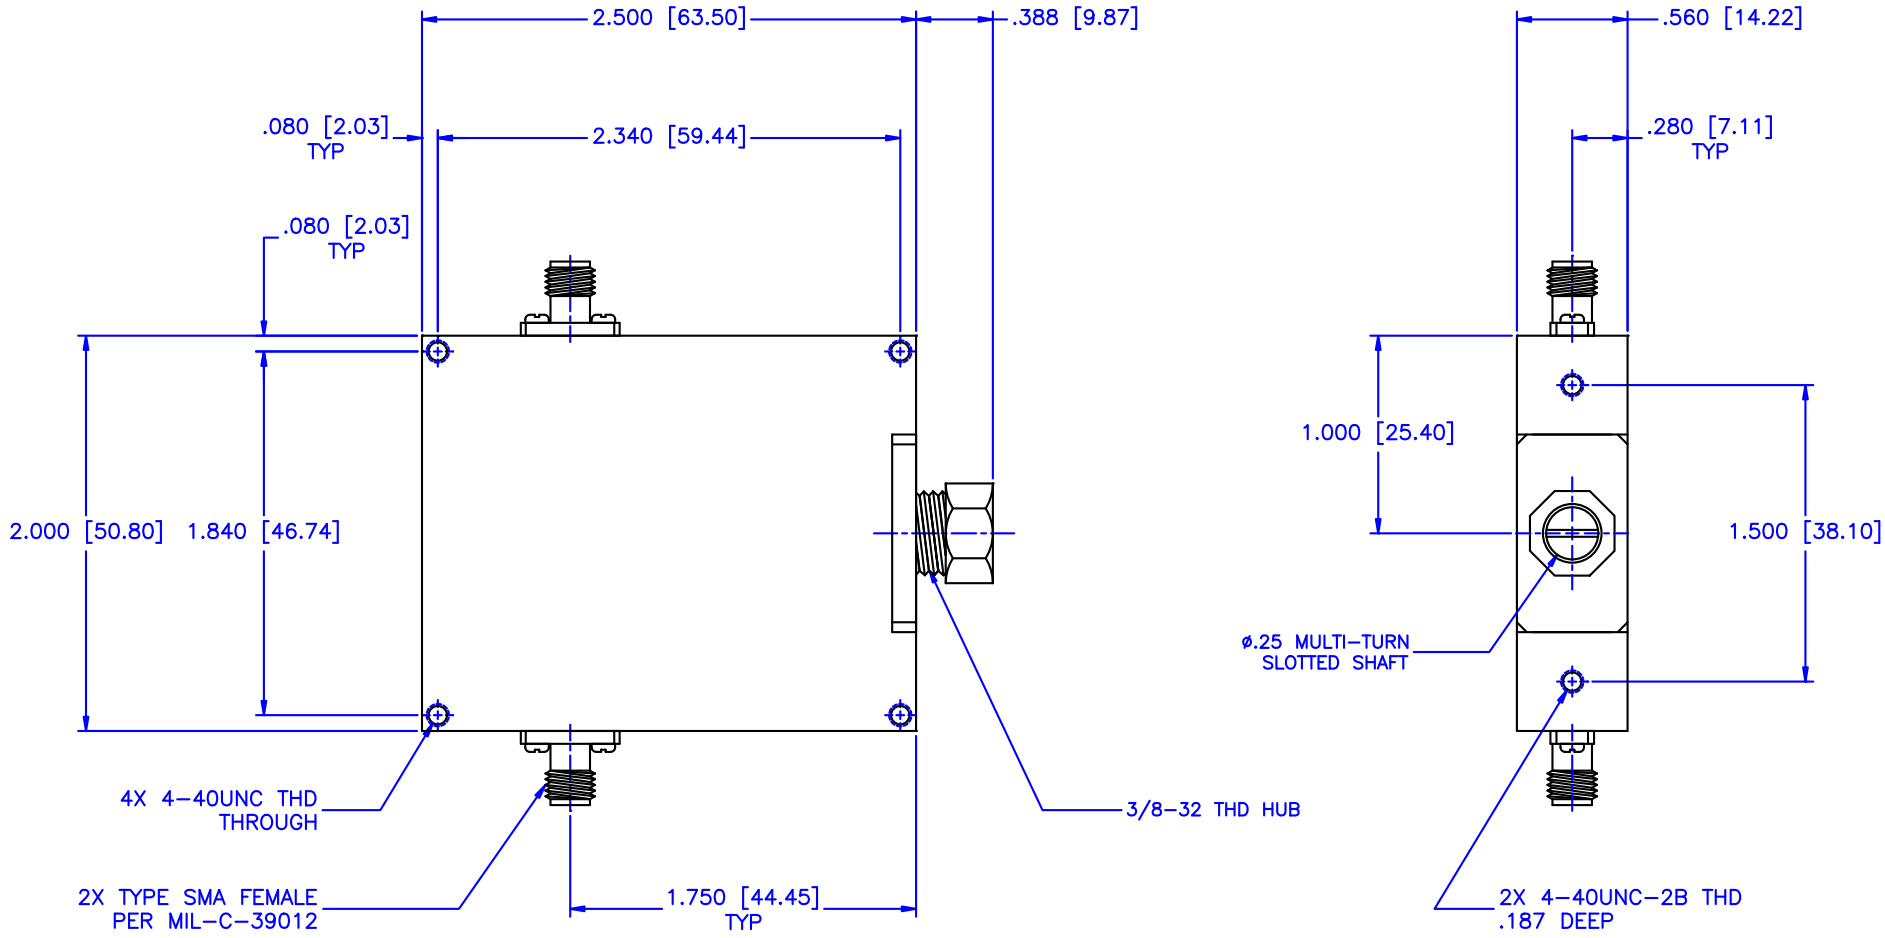 2.500 [63.50]
.388 [9.87]
.560 [14.22]
.080 [2.03]
TYP
2.340 [59.44]
.280 [7.11]
TYP
.080 [2.03]
TYP
1.000 [25.40]
2.000 [50.80]
1.840 [46.74]
1.500 [38.10]
ø.25 MULTI-TURN
SLOTTED SHAFT
4X 4-40UNC THD
THROUGH
3/8-32 THD HUB
2X TYPE SMA FEMALE
PER MIL-C-39012
1.750 [44.45]
TYP
2X 4-40UNC-2B THD
.187 DEEP